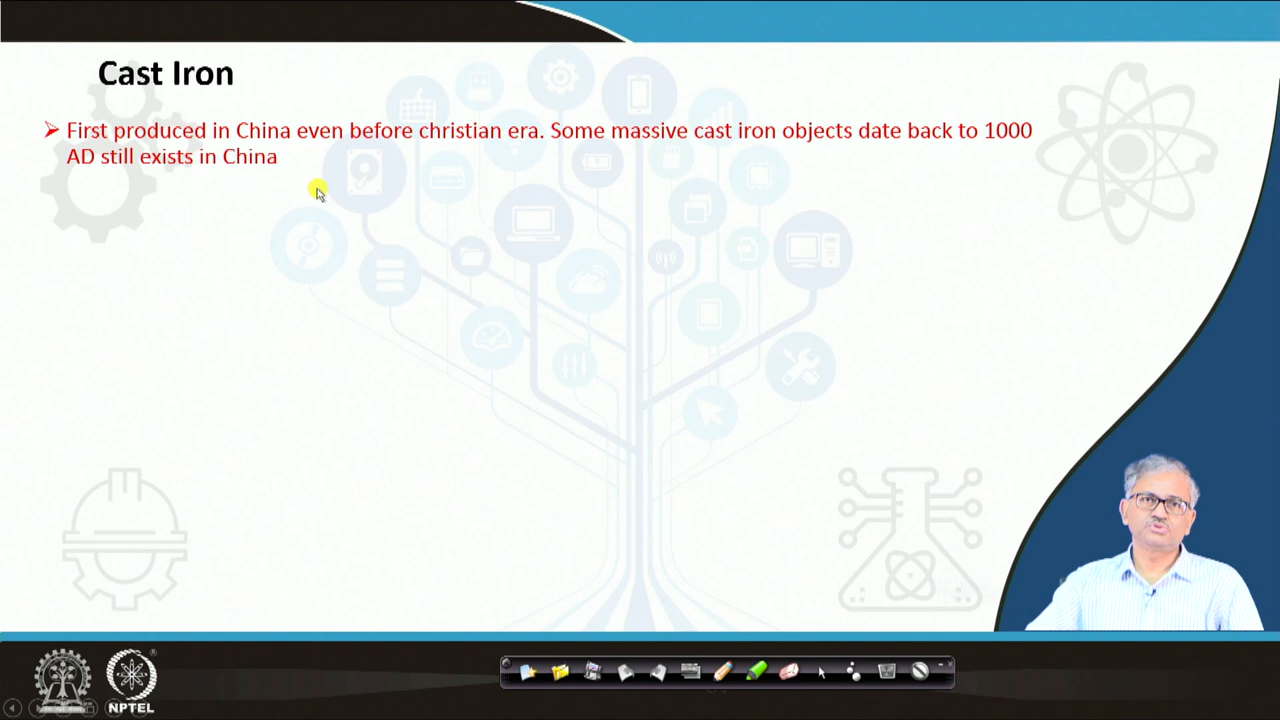 Cast Iron
➢ First produced in China even before christian era. Some massive cast iron objects date back to 1000
AD still exists in China
NPTEL